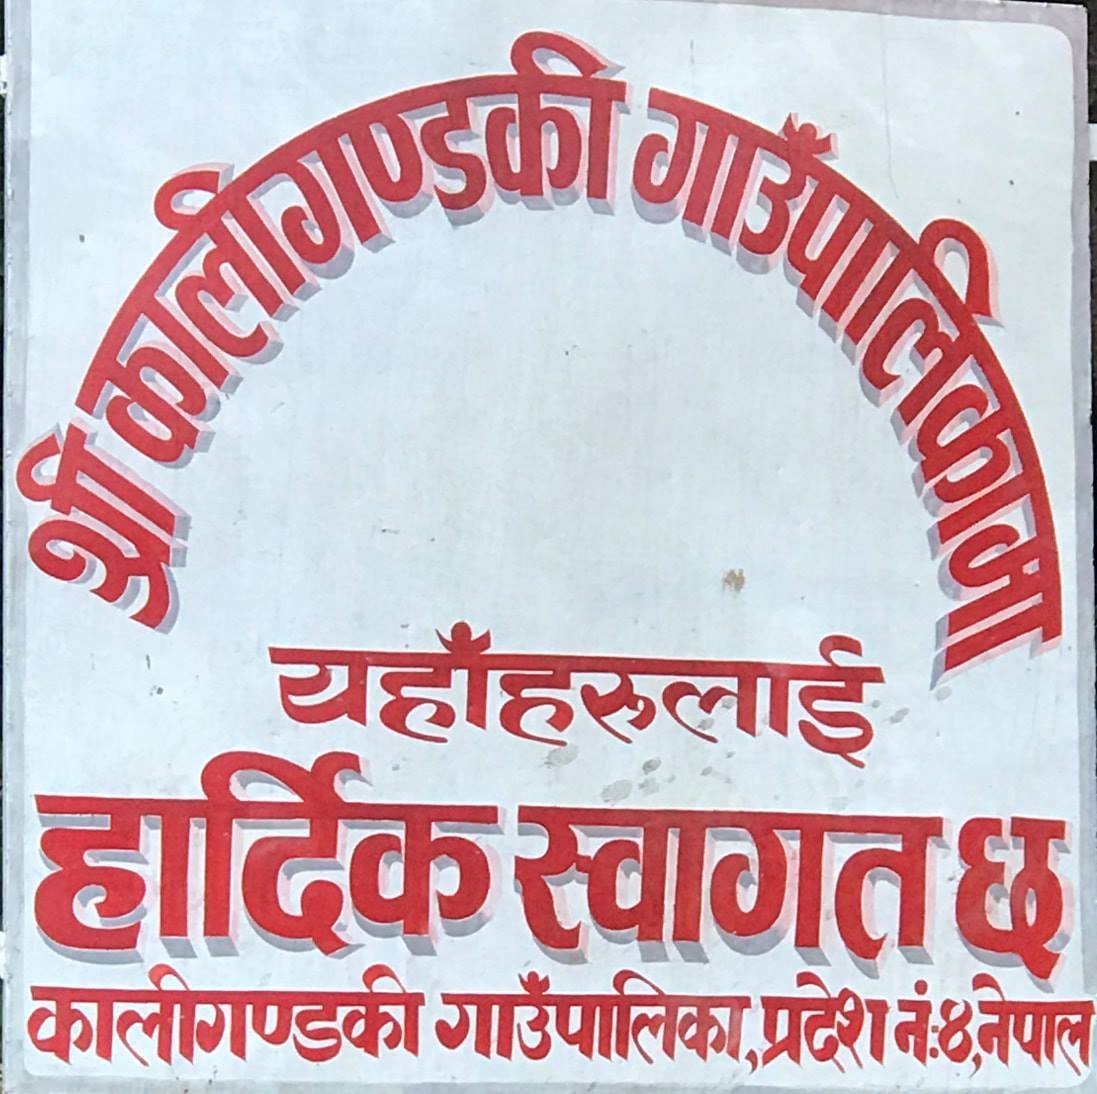 श्री कालीगण्डकी गाउँपालिकामा
यहाँहरुलाई
हार्दिक स्वागत छ
कालीगण्डकी गाउँपालिका, प्रदेश नं:४, नेपाल